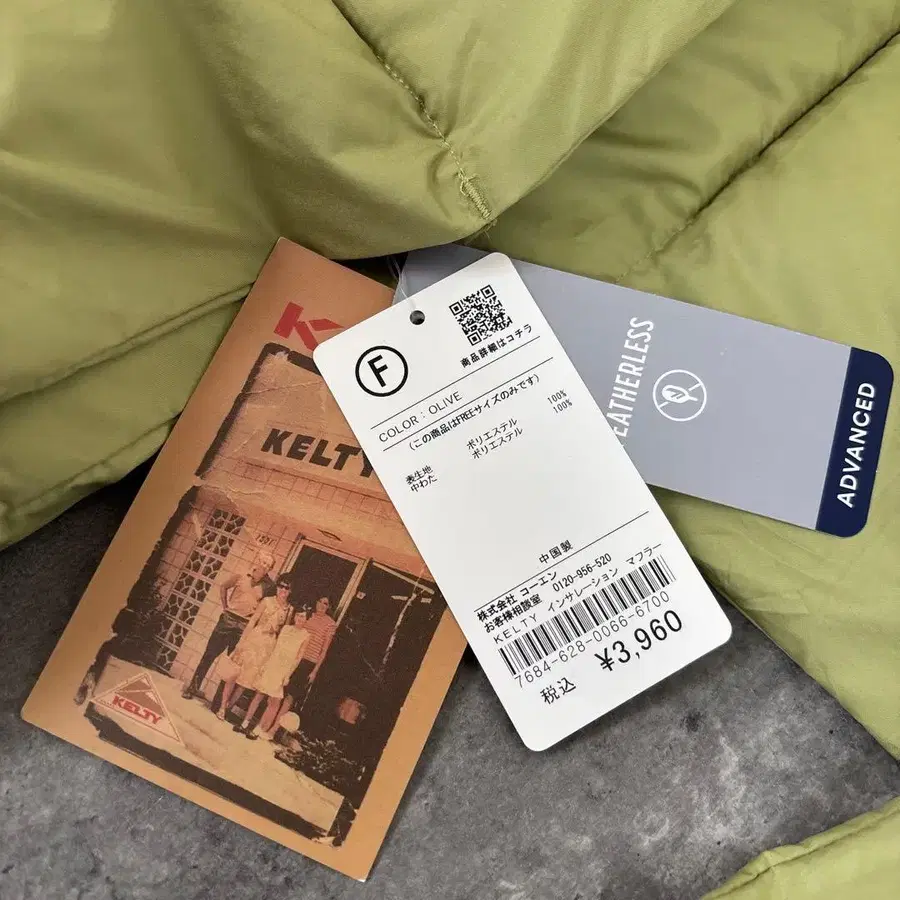 KELTY
1501
KELTY
F
商品詳細はコチラ
COLOR : OLIVE
(この商品はFREEサイズのみです)
表生地 ポリエステル 100%
中わた ポリエステル 100%
中国製
株式会社 コーエン
お客様相談室 0120-956-520
KELTY インサレーション マフラー
7684-628-0066-6700
税込 ¥3,960
EATHERLESS
ADVANCED